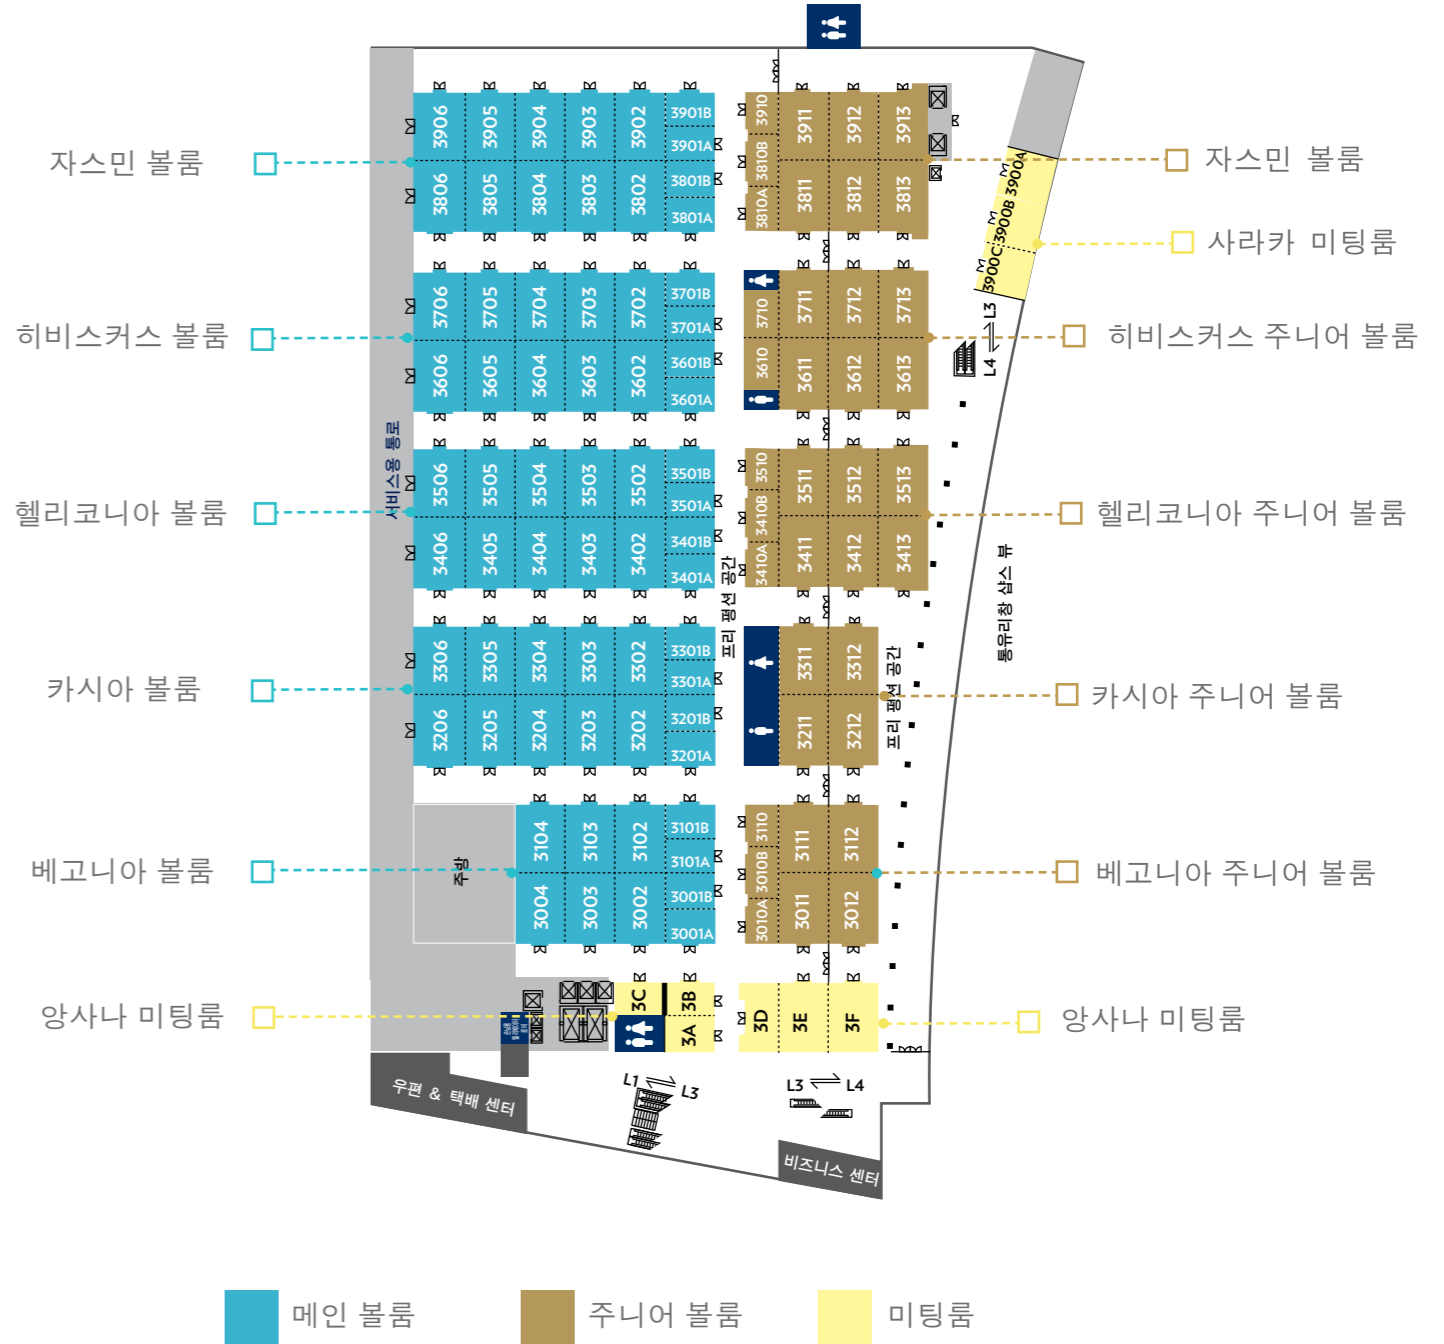 자스민 볼룸
3906
3905
3904
3903
3902
3901B
3901A
3806
3805
3804
3803
3802
3801B
3801A
3910
3810B
3810A
3911
3912
3913
3811
3812
3813
자스민 볼룸
3900A
3900B
3900C
사라카 미팅룸
히비스커스 볼룸
3706
3705
3704
3703
3702
3701B
3701A
3606
3605
3604
3603
3602
3601B
3601A
3710
3610
3711
3712
3713
3611
3612
3613
L4
L3
히비스커스 주니어 볼룸
서비스용 통로
헬리코니아 볼룸
3506
3505
3504
3503
3502
3501B
3501A
3406
3405
3404
3403
3402
3401B
3401A
3510
3410B
3410A
3511
3512
3513
3411
3412
3413
헬리코니아 주니어 볼룸
프리 펑션 공간
통유리창 샵스 뷰
카시아 볼룸
3306
3305
3304
3303
3302
3301B
3301A
3206
3205
3204
3203
3202
3201B
3201A
3311
3312
3211
3212
프리 펑션 공간
카시아 주니어 볼룸
베고니아 볼룸
주방
3104
3103
3102
3101B
3101A
3004
3003
3002
3001B
3001A
3110
3010B
3010A
3111
3112
3011
3012
베고니아 주니어 볼룸
앙사나 미팅룸
3C
3B
3A
3D
3E
3F
앙사나 미팅룸
우편 & 택배 센터
L1
L3
L3
L4
비즈니스 센터
메인 볼룸
주니어 볼룸
미팅룸